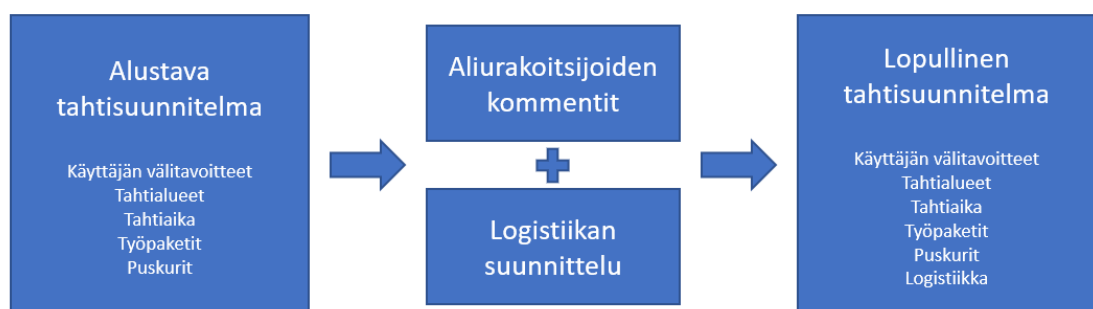 Alustava
tahtisuunnitelma
Käyttäjän välitavoitteet
Tahtialueet
Tahtiaika
Työpaketit
Puskurit
Aliurakoitsijoiden
kommentit
Logistiikan
suunnittelu
Lopullinen
tahtisuunnitelma
Käyttäjän välitavoitteet
Tahtialueet
Tahtiaika
Työpaketit
Puskurit
Logistiikka